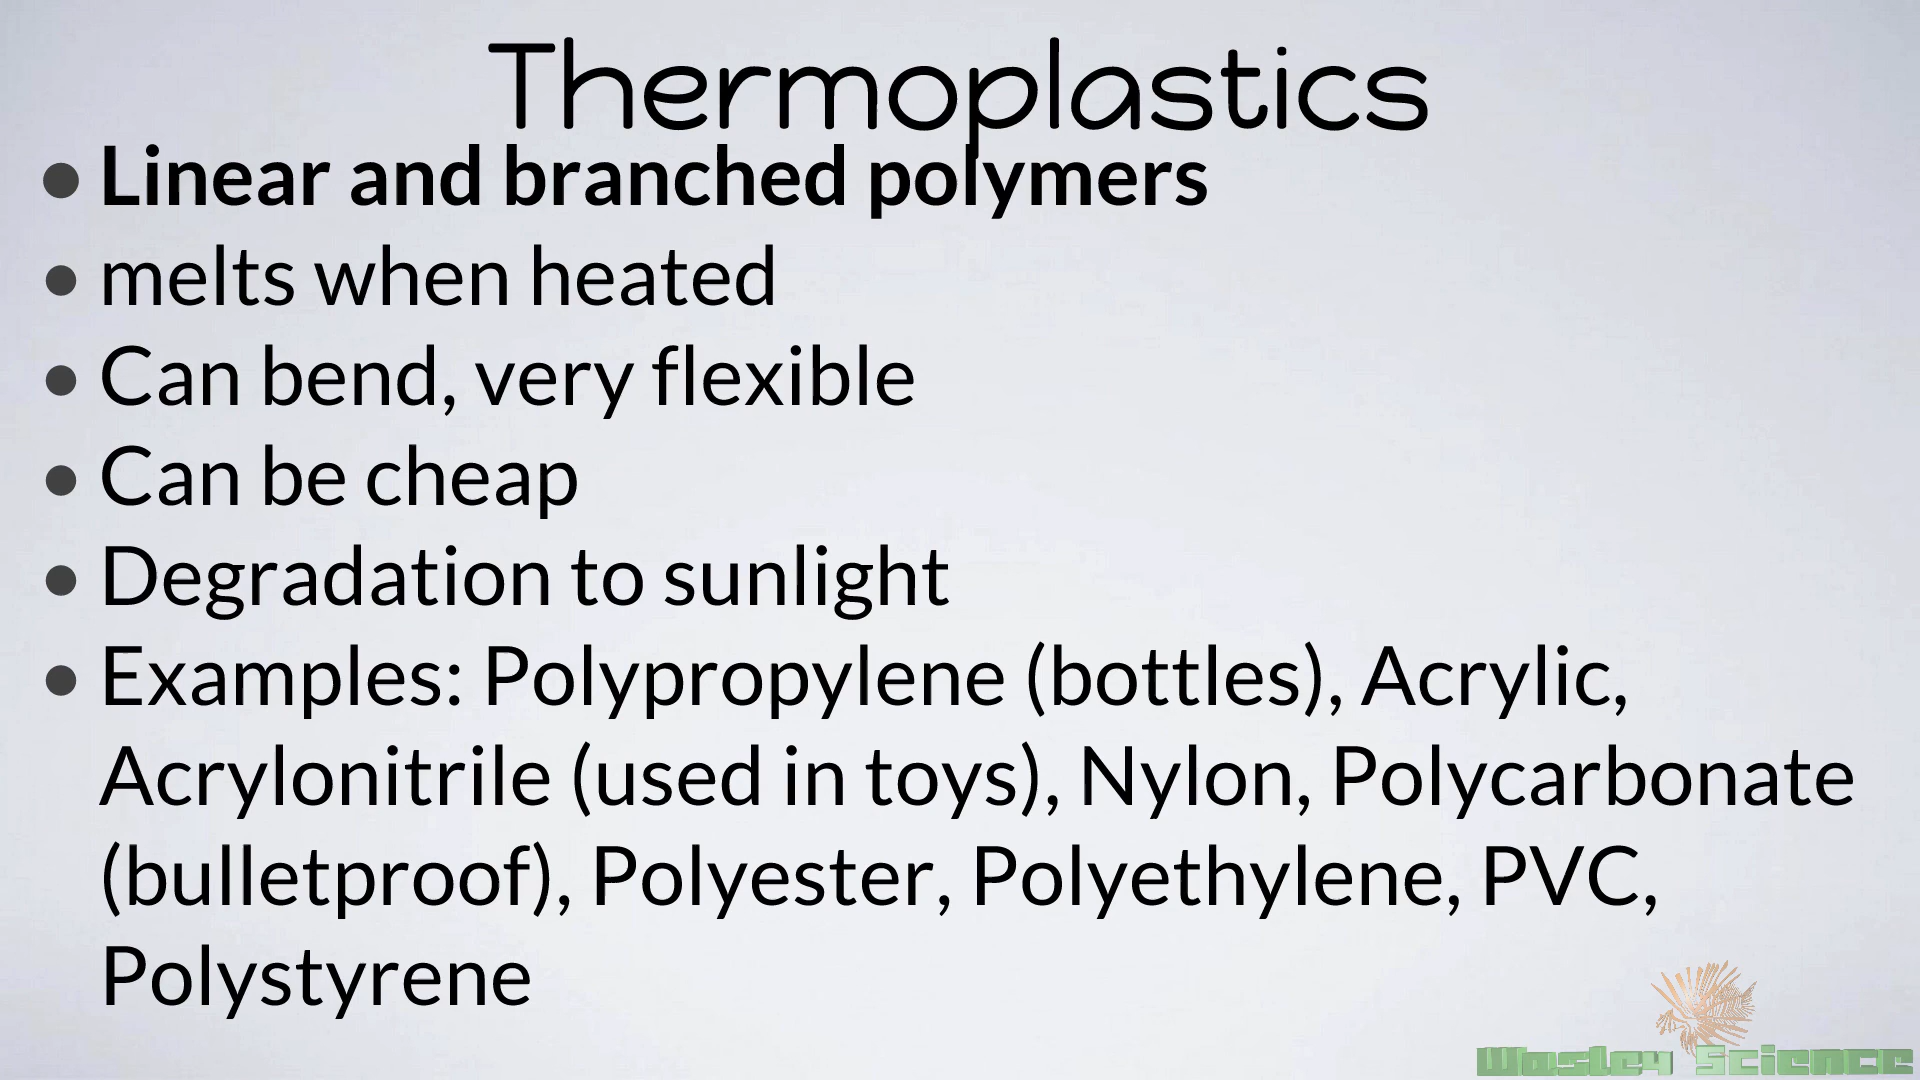 Thermoplastics
• Linear and branched polymers
• melts when heated
• Can bend, very flexible
• Can be cheap
• Degradation to sunlight
• Examples: Polypropylene (bottles), Acrylic,
Acrylonitrile (used in toys), Nylon, Polycarbonate
(bulletproof), Polyester, Polyethylene, PVC,
Polystyrene
Wasley Science